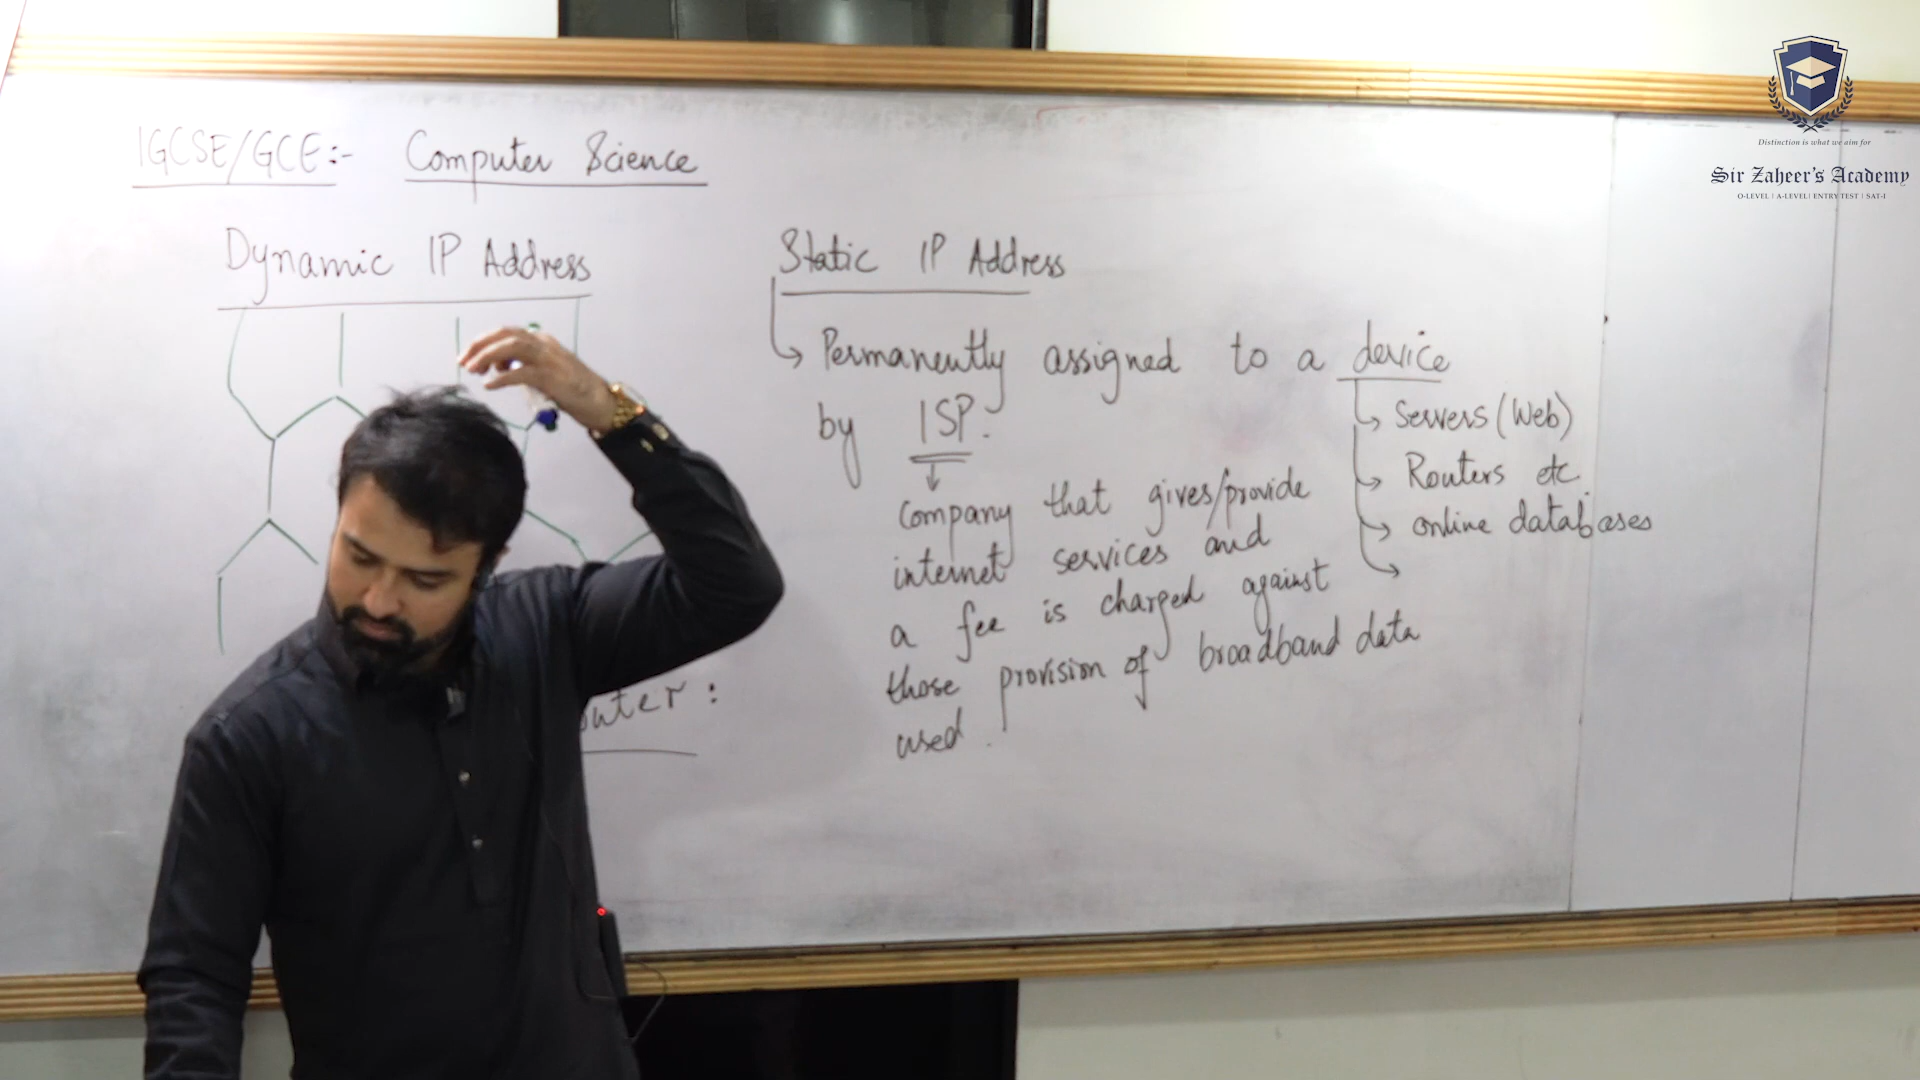 IGCSE/GCE:- Computer Science
Dynamic IP Address
Static IP Address
Permanently assigned to a device
by ISP.
Company that gives/provide
internet services and
a fee is charged against
those provision of broadband data
used.
Servers (Web)
Routers etc.
online databases
outer:
Distinction is what we aim for
Sir Zaheer's Academy
O-LEVEL | A-LEVEL | ENTRY TEST | SAT-I